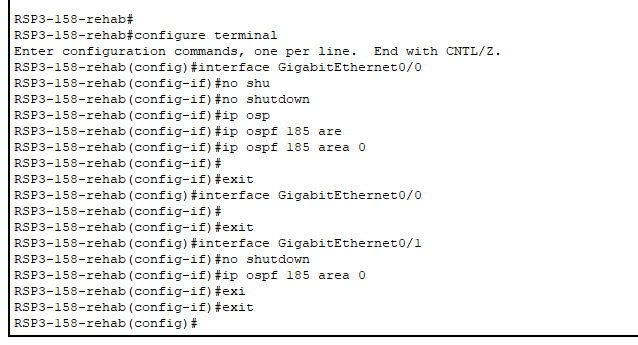 RSP3-158-rehab#
RSP3-158-rehab#configure terminal
Enter configuration commands, one per line.  End with CNTL/Z.
RSP3-158-rehab(config)#interface GigabitEthernet0/0
RSP3-158-rehab(config-if)#no shu
RSP3-158-rehab(config-if)#no shutdown
RSP3-158-rehab(config-if)#ip osp
RSP3-158-rehab(config-if)#ip ospf 185 are
RSP3-158-rehab(config-if)#ip ospf 185 area 0
RSP3-158-rehab(config-if)#
RSP3-158-rehab(config-if)#exit
RSP3-158-rehab(config)#interface GigabitEthernet0/0
RSP3-158-rehab(config-if)#
RSP3-158-rehab(config-if)#exit
RSP3-158-rehab(config)#interface GigabitEthernet0/1
RSP3-158-rehab(config-if)#no shutdown
RSP3-158-rehab(config-if)#ip ospf 185 area 0
RSP3-158-rehab(config-if)#exi
RSP3-158-rehab(config-if)#exit
RSP3-158-rehab(config)#